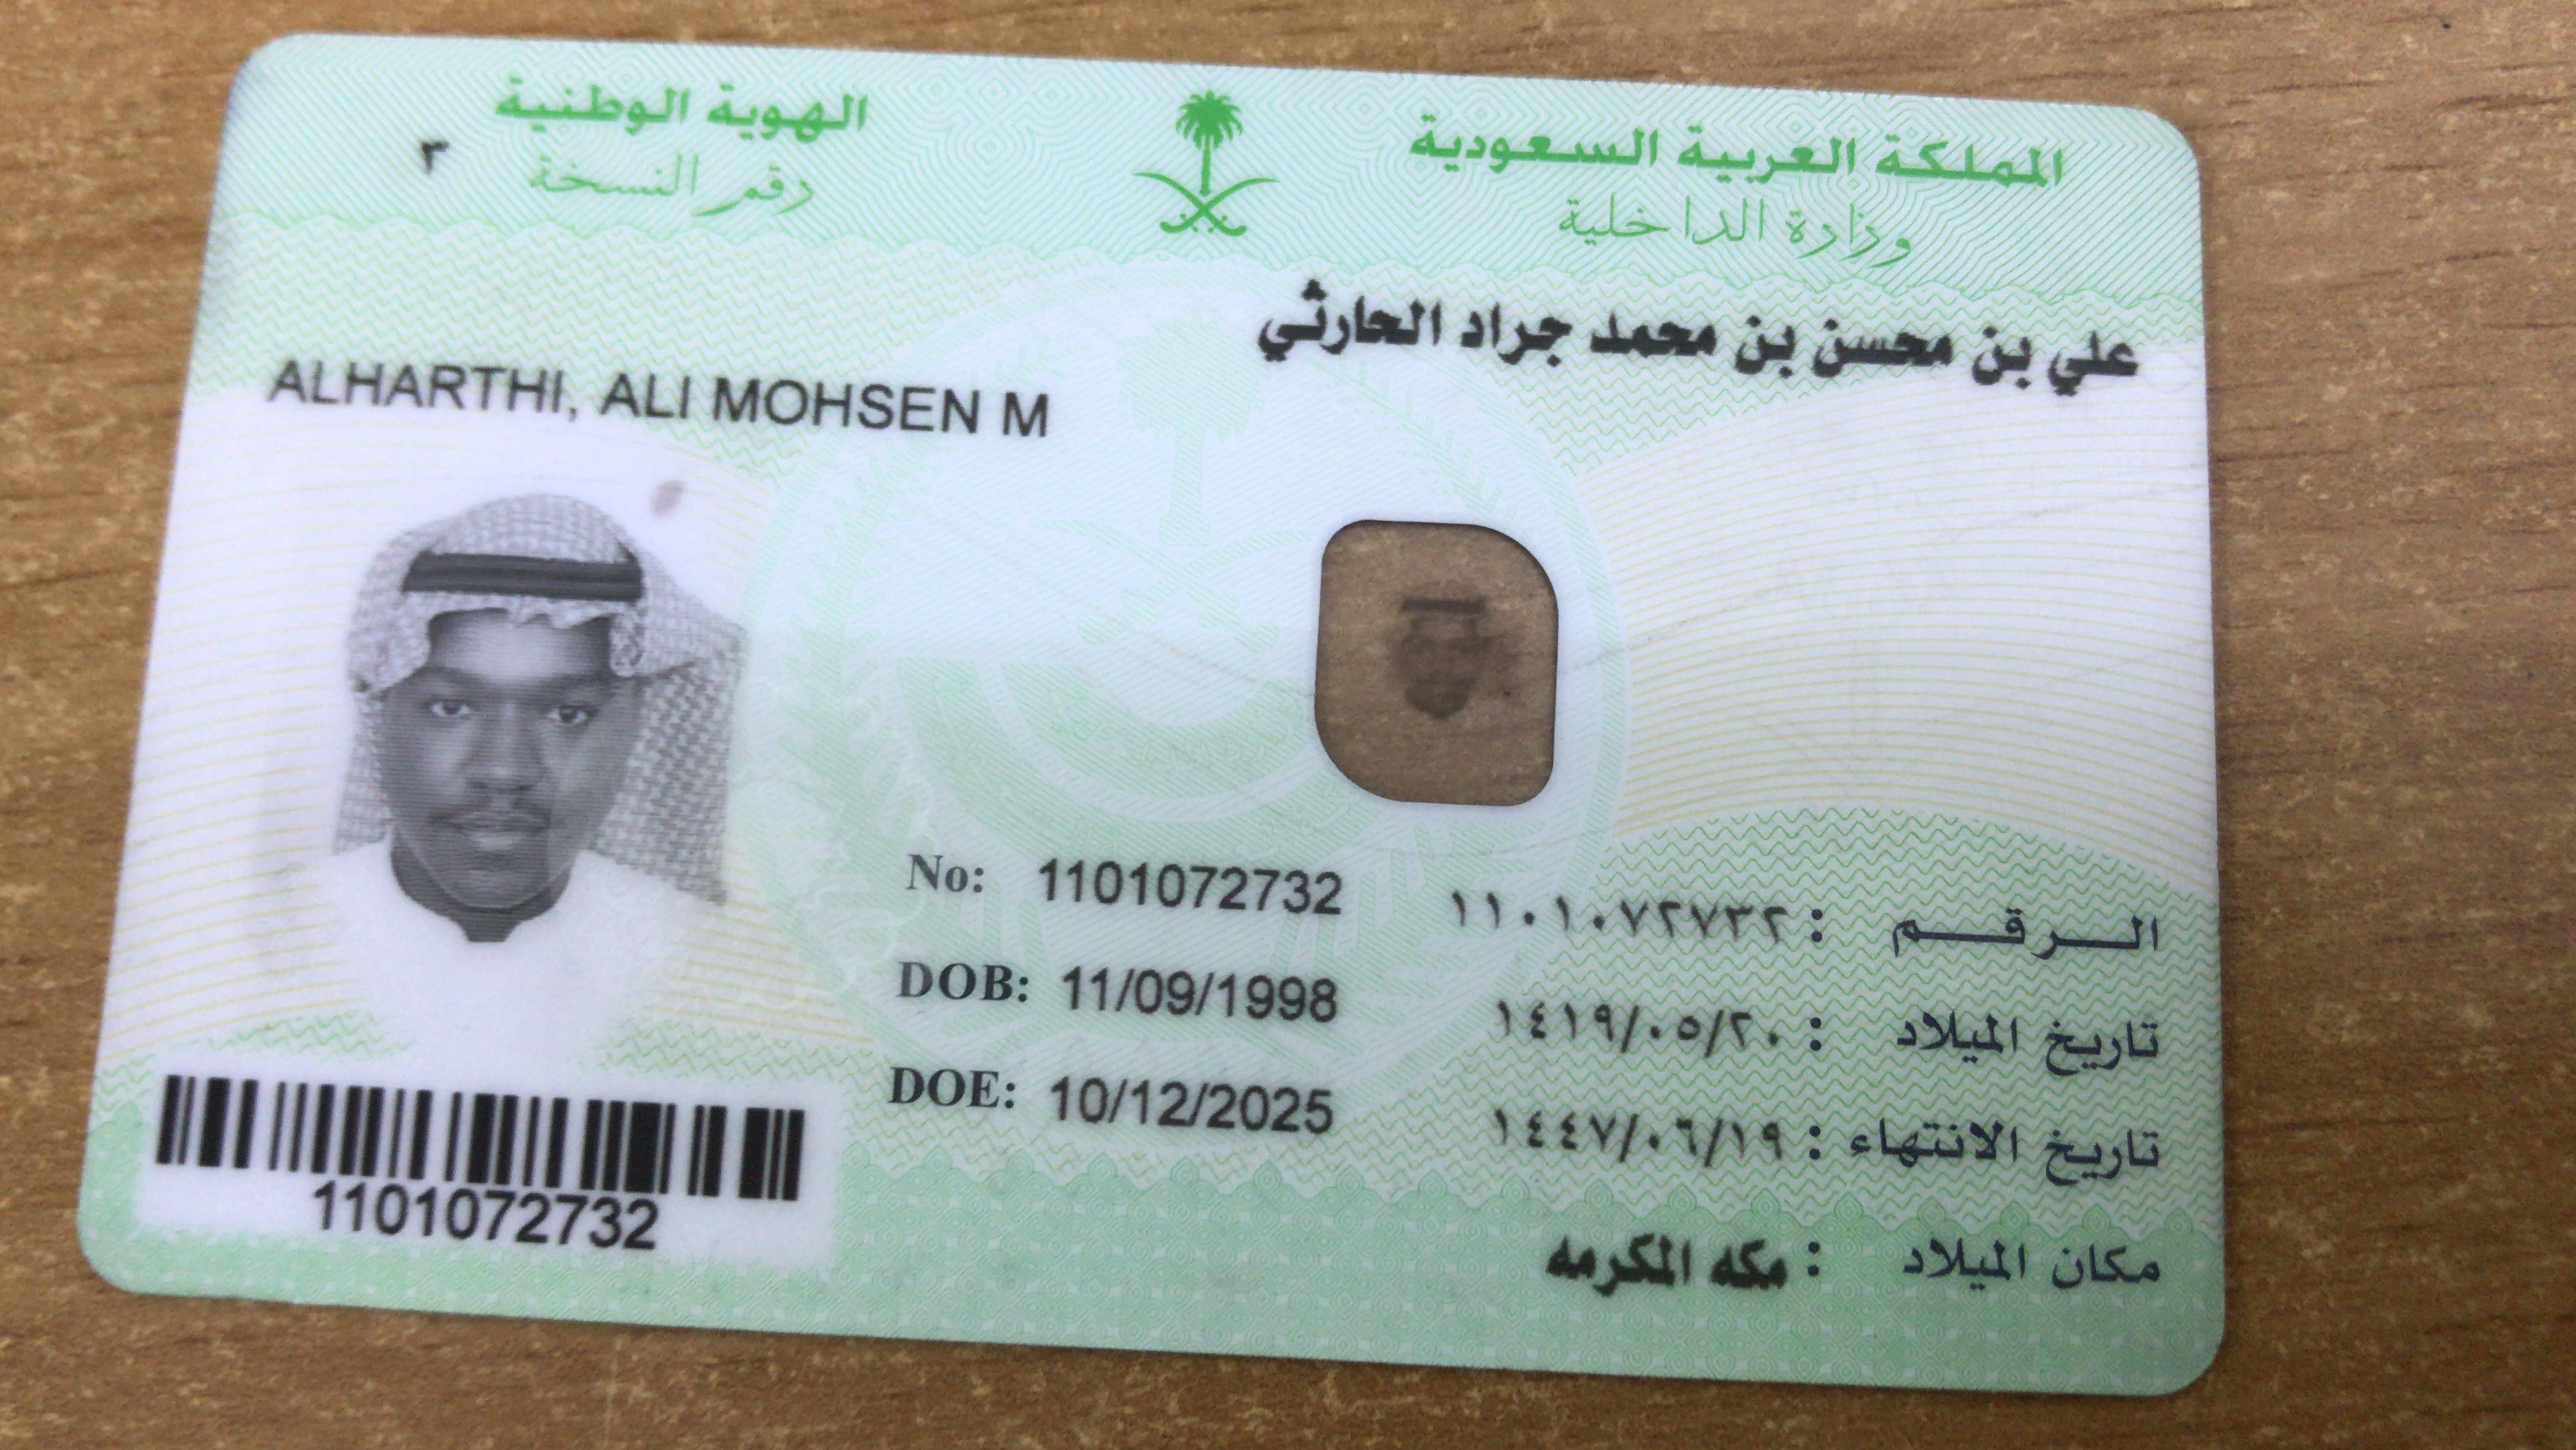 المملكة العربية السعودية
وزارة الداخلية
الهوية الوطنية
رقم النسخة ٣
علي بن محسن بن محمد جراد الحارثي
ALHARTHI, ALI MOHSEN M
الـرقـم : ١١٠١٠٧٢٧٣٢
No: 1101072732
تاريخ الميلاد : ١٤١٩/٠٥/٢٠
DOB: 11/09/1998
تاريخ الانتهاء : ١٤٤٧/٠٦/١٩
DOE: 10/12/2025
مكان الميلاد : مكه المكرمه
1101072732